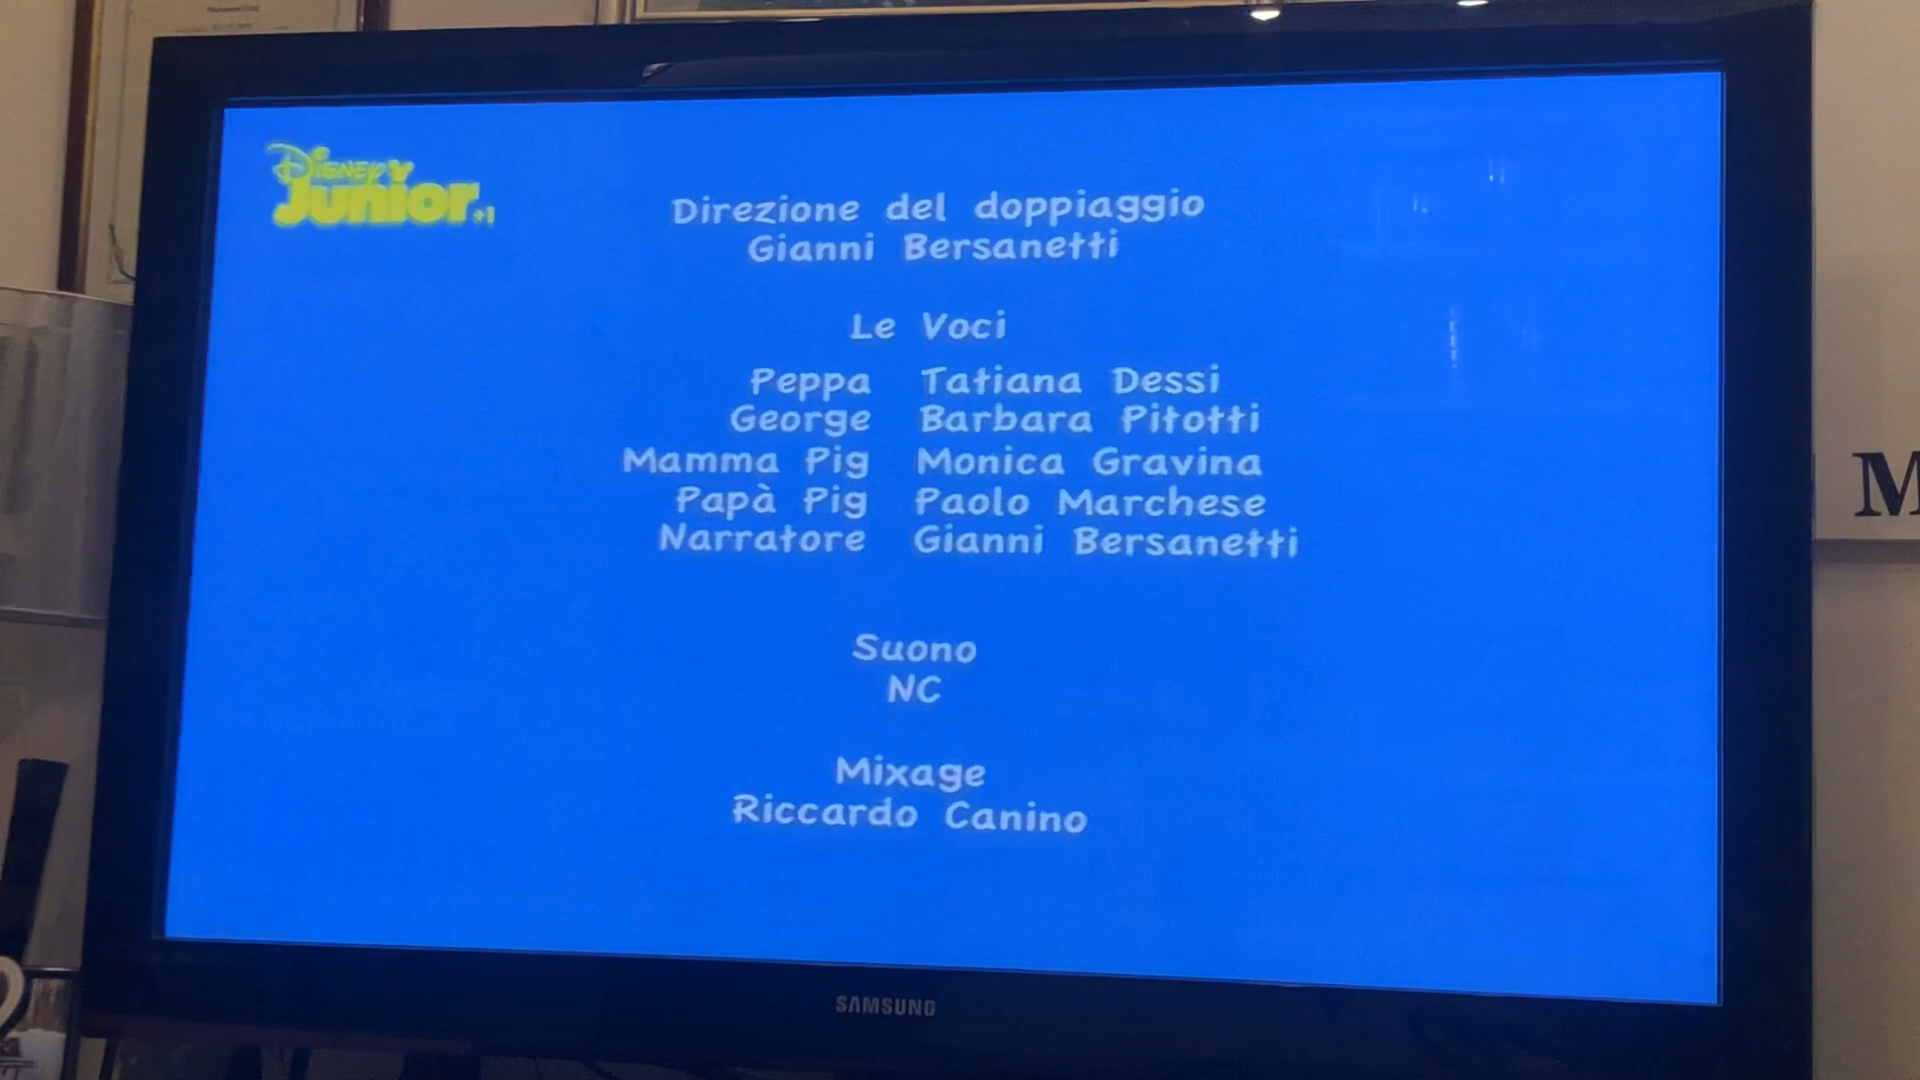 Disney
Junior+1
Direzione del doppiaggio
Gianni Bersanetti
Le Voci
Peppa Tatiana Dessi
George Barbara Pitotti
Mamma Pig Monica Gravina
Papà Pig Paolo Marchese
Narratore Gianni Bersanetti
Suono
NC
Mixage
Riccardo Canino
SAMSUNG
M